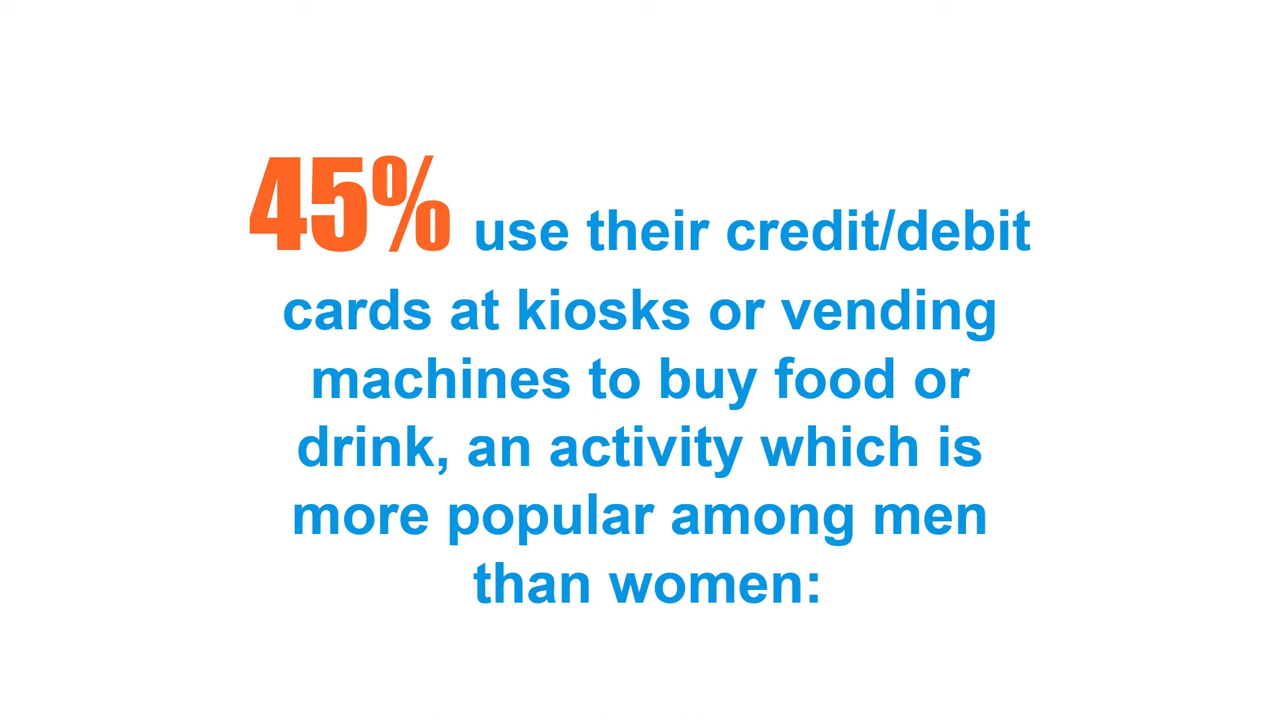 45% use their credit/debit
cards at kiosks or vending
machines to buy food or
drink, an activity which is
more popular among men
than women: